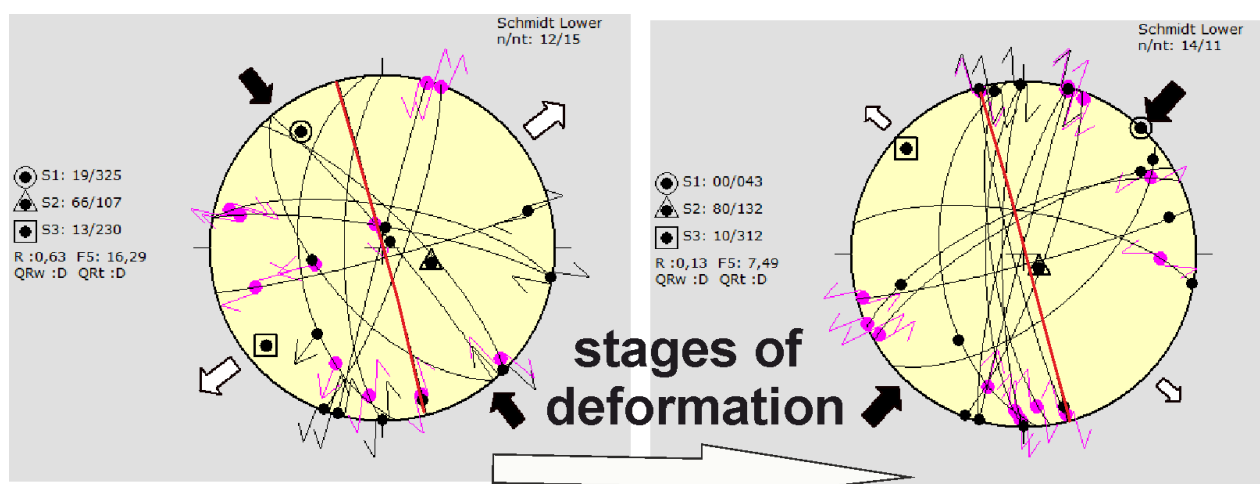 Schmidt Lower
n/nt: 12/15
S1: 19/325
S2: 66/107
S3: 13/230
R :0,63 F5: 16,29
QRw :D QRt :D
Schmidt Lower
n/nt: 14/11
S1: 00/043
S2: 80/132
S3: 10/312
R :0,13 F5: 7,49
QRw :D QRt :D
stages of
deformation